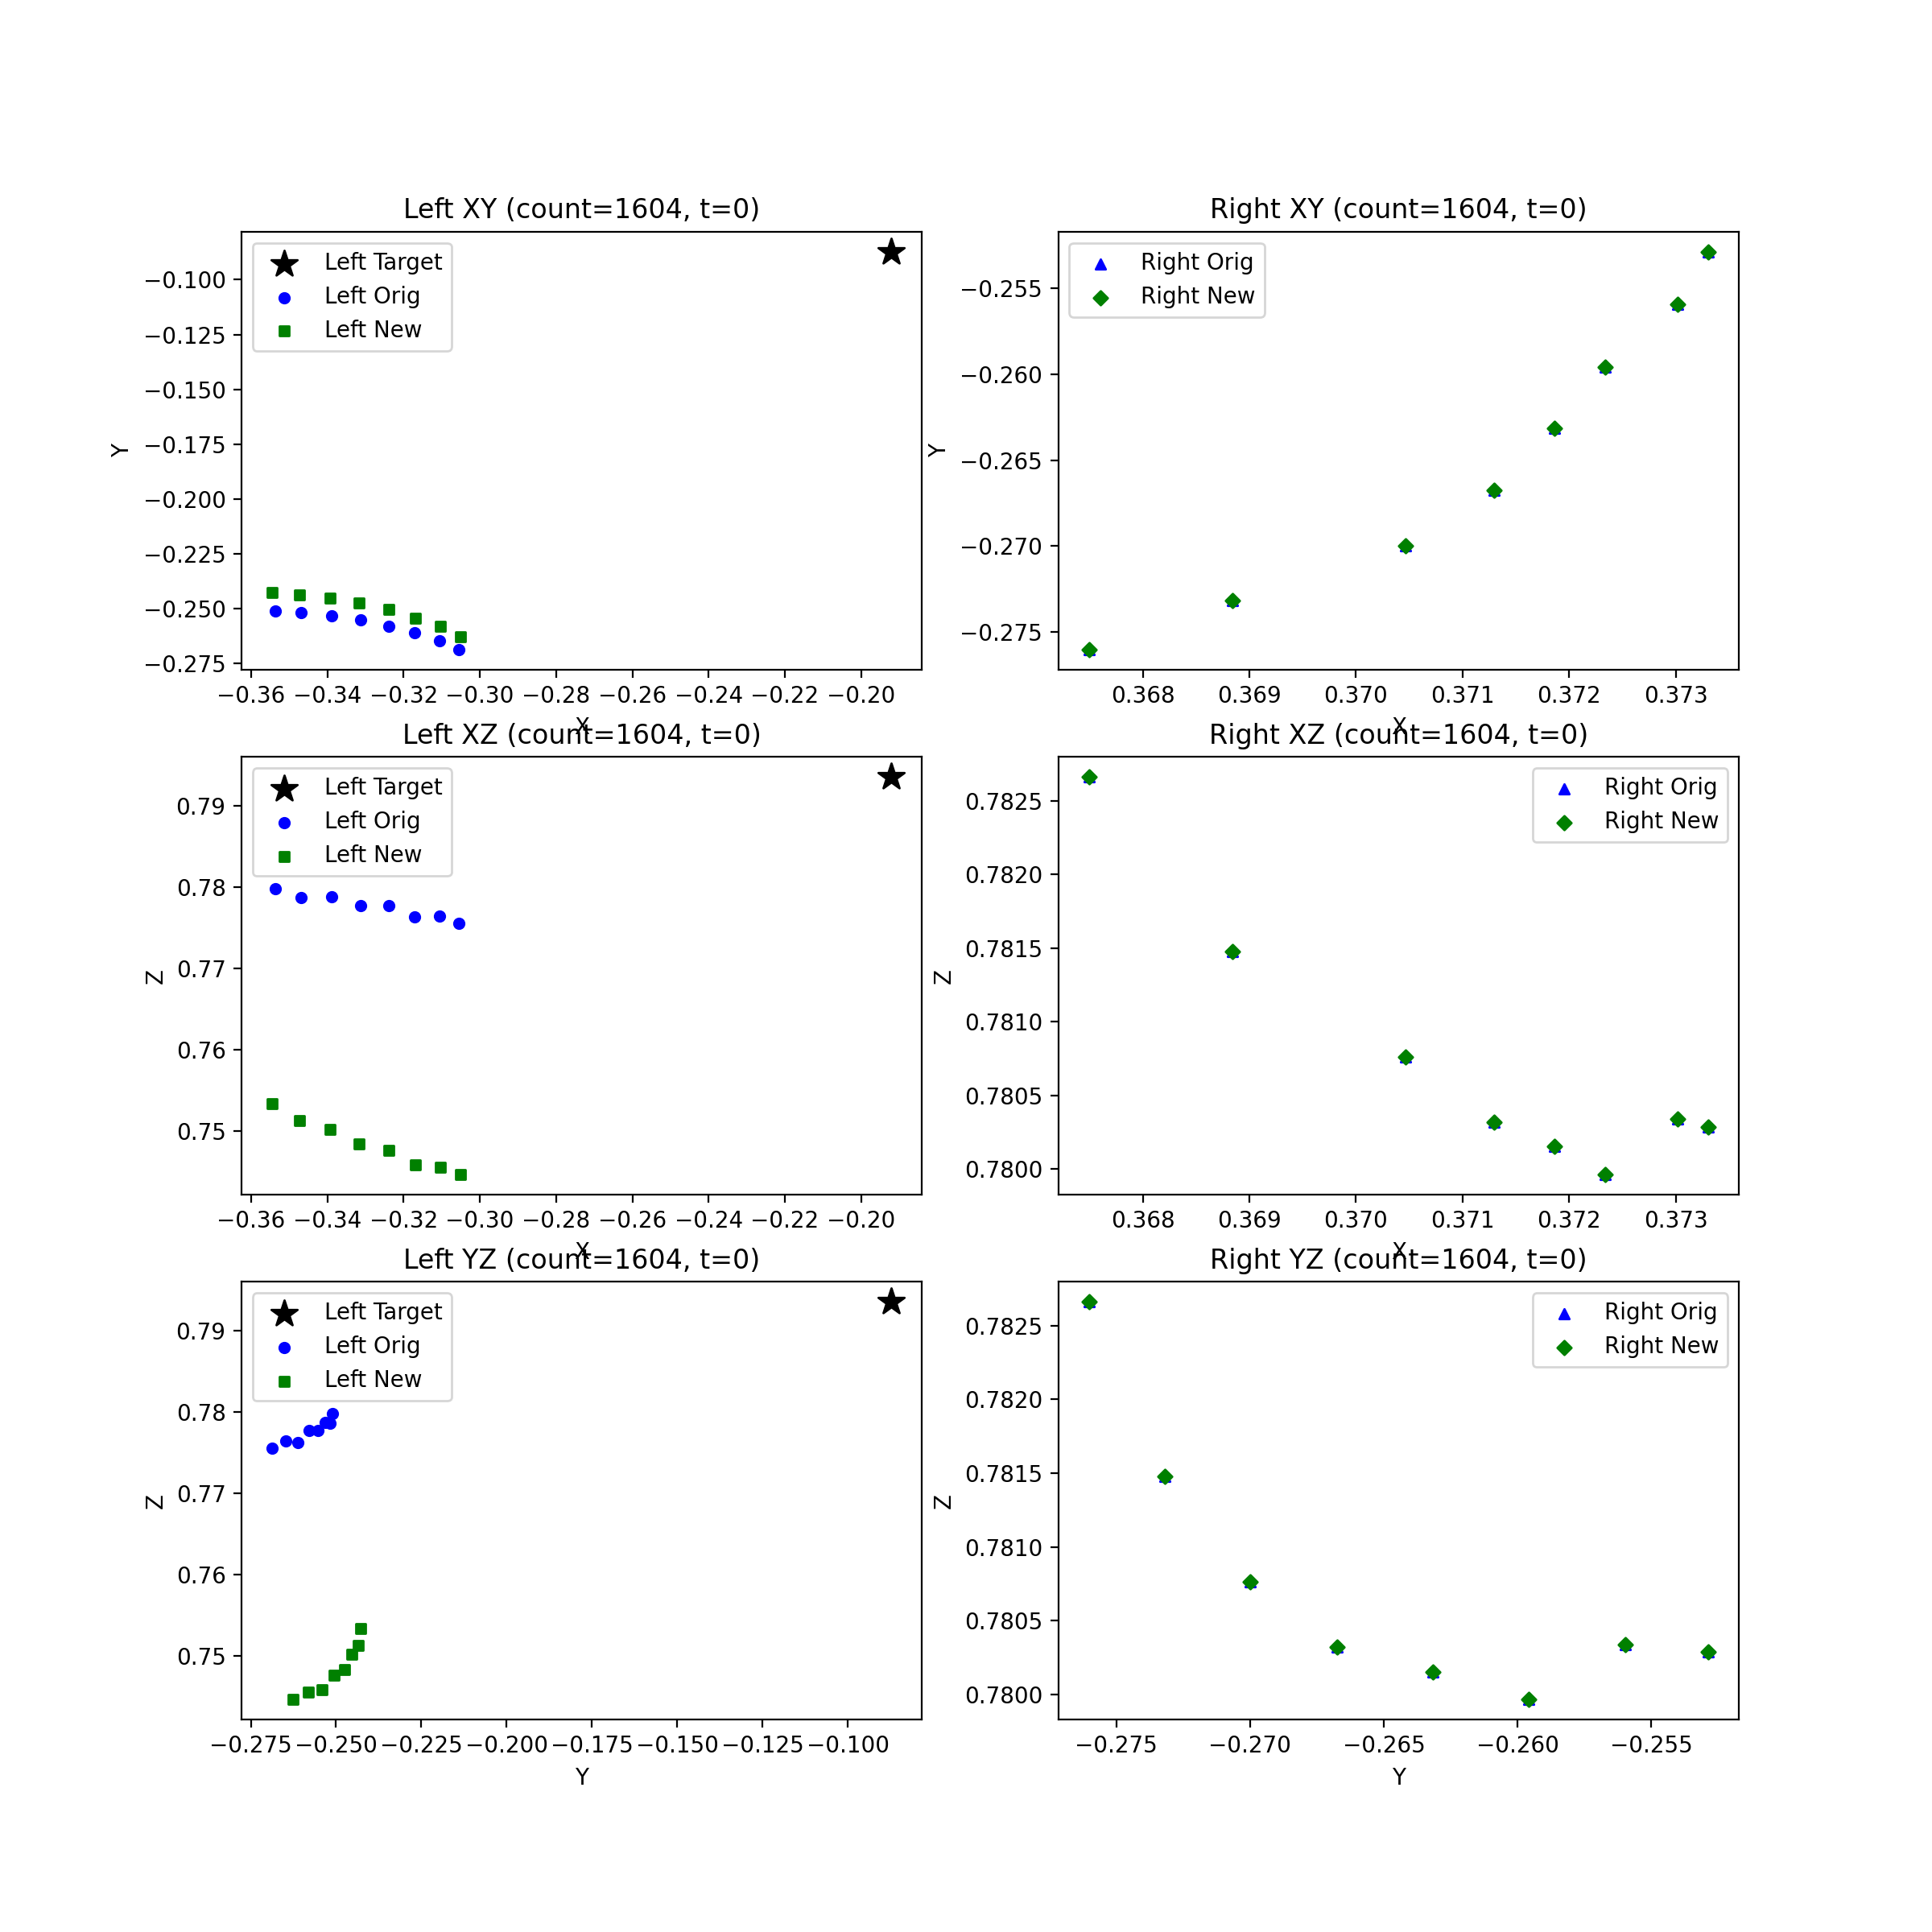 Left XY (count=1604, t=0)
Left Target
Left Orig
Left New
−0.100
−0.125
−0.150
−0.175
−0.200
−0.225
−0.250
−0.275
Y
−0.36 −0.34 −0.32 −0.30 −0.28 −0.26 −0.24 −0.22 −0.20
X
Right XY (count=1604, t=0)
Right Orig
Right New
−0.255
−0.260
−0.265
−0.270
−0.275
Y
0.368 0.369 0.370 0.371 0.372 0.373
X
Left XZ (count=1604, t=0)
Left Target
Left Orig
Left New
0.79
0.78
0.77
0.76
0.75
Z
−0.36 −0.34 −0.32 −0.30 −0.28 −0.26 −0.24 −0.22 −0.20
X
Right XZ (count=1604, t=0)
Right Orig
Right New
0.7825
0.7820
0.7815
0.7810
0.7805
0.7800
Z
0.368 0.369 0.370 0.371 0.372 0.373
X
Left YZ (count=1604, t=0)
Left Target
Left Orig
Left New
0.79
0.78
0.77
0.76
0.75
Z
−0.275 −0.250 −0.225 −0.200 −0.175 −0.150 −0.125 −0.100
Y
Right YZ (count=1604, t=0)
Right Orig
Right New
0.7825
0.7820
0.7815
0.7810
0.7805
0.7800
Z
−0.275 −0.270 −0.265 −0.260 −0.255
Y